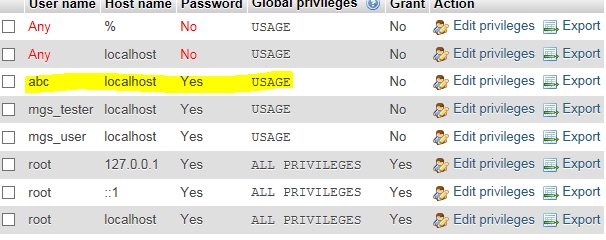 User name Host name Password Global privileges Grant Action
Any % No USAGE No Edit privileges Export
Any localhost No USAGE No Edit privileges Export
abc localhost Yes USAGE No Edit privileges Export
mgs_tester localhost Yes USAGE No Edit privileges Export
mgs_user localhost Yes USAGE No Edit privileges Export
root 127.0.0.1 Yes ALL PRIVILEGES Yes Edit privileges Export
root ::1 Yes ALL PRIVILEGES Yes Edit privileges Export
root localhost Yes ALL PRIVILEGES Yes Edit privileges Export